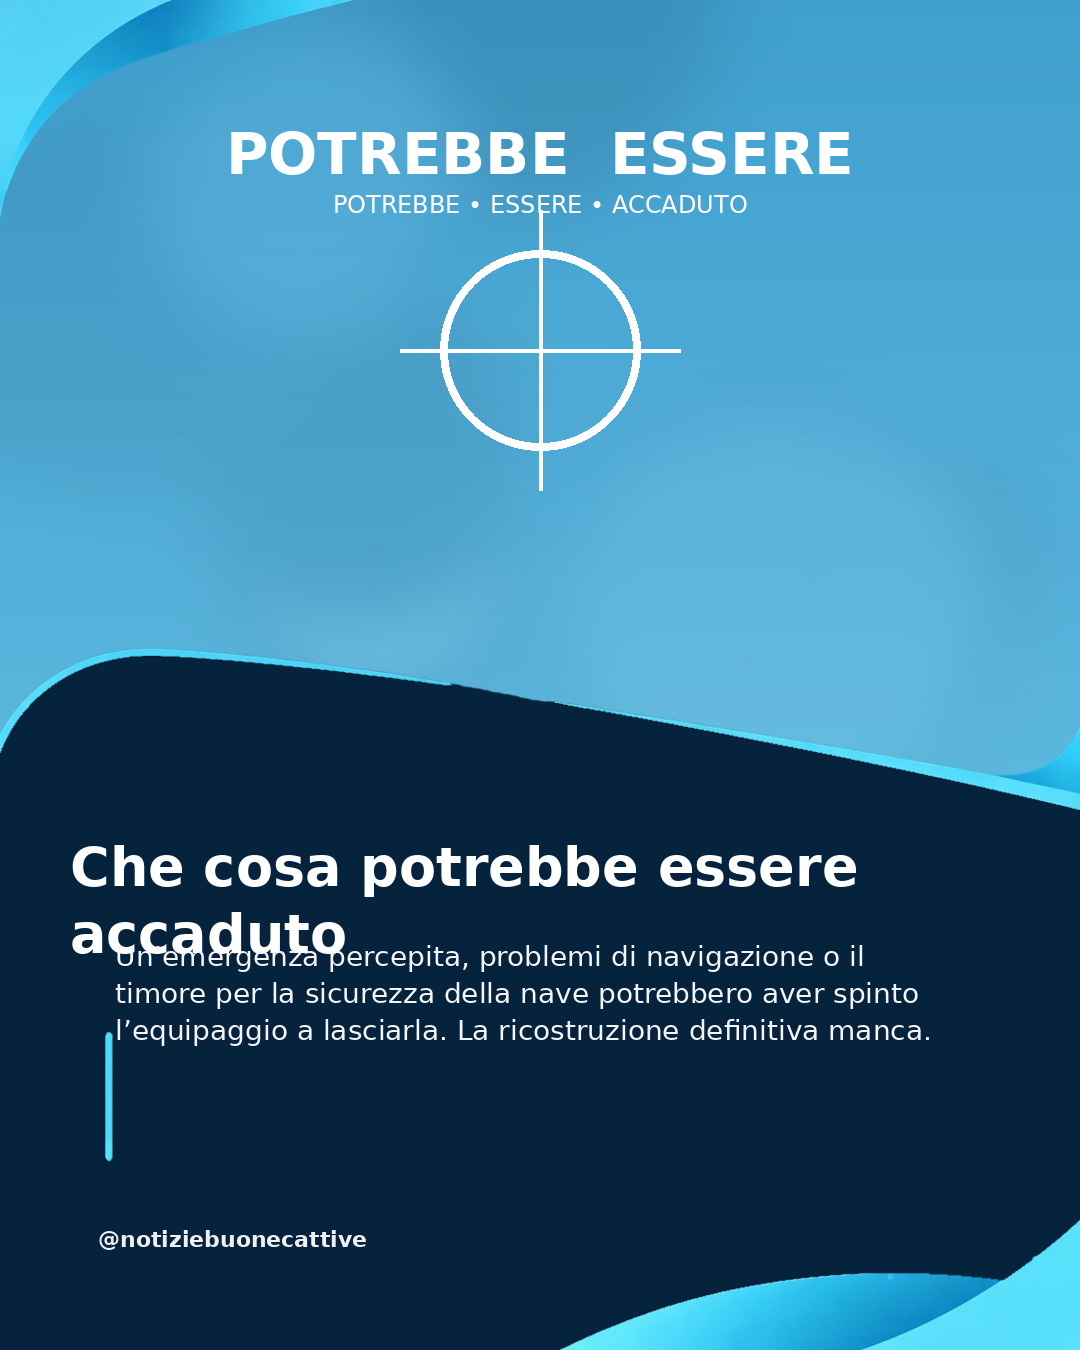 POTREBBE ESSERE
POTREBBE • ESSERE • ACCADUTO
Che cosa potrebbe essere
accaduto
Un'emergenza percepita, problemi di navigazione o il
timore per la sicurezza della nave potrebbero aver spinto
l’equipaggio a lasciarla. La ricostruzione definitiva manca.
@notiziebuonecattive